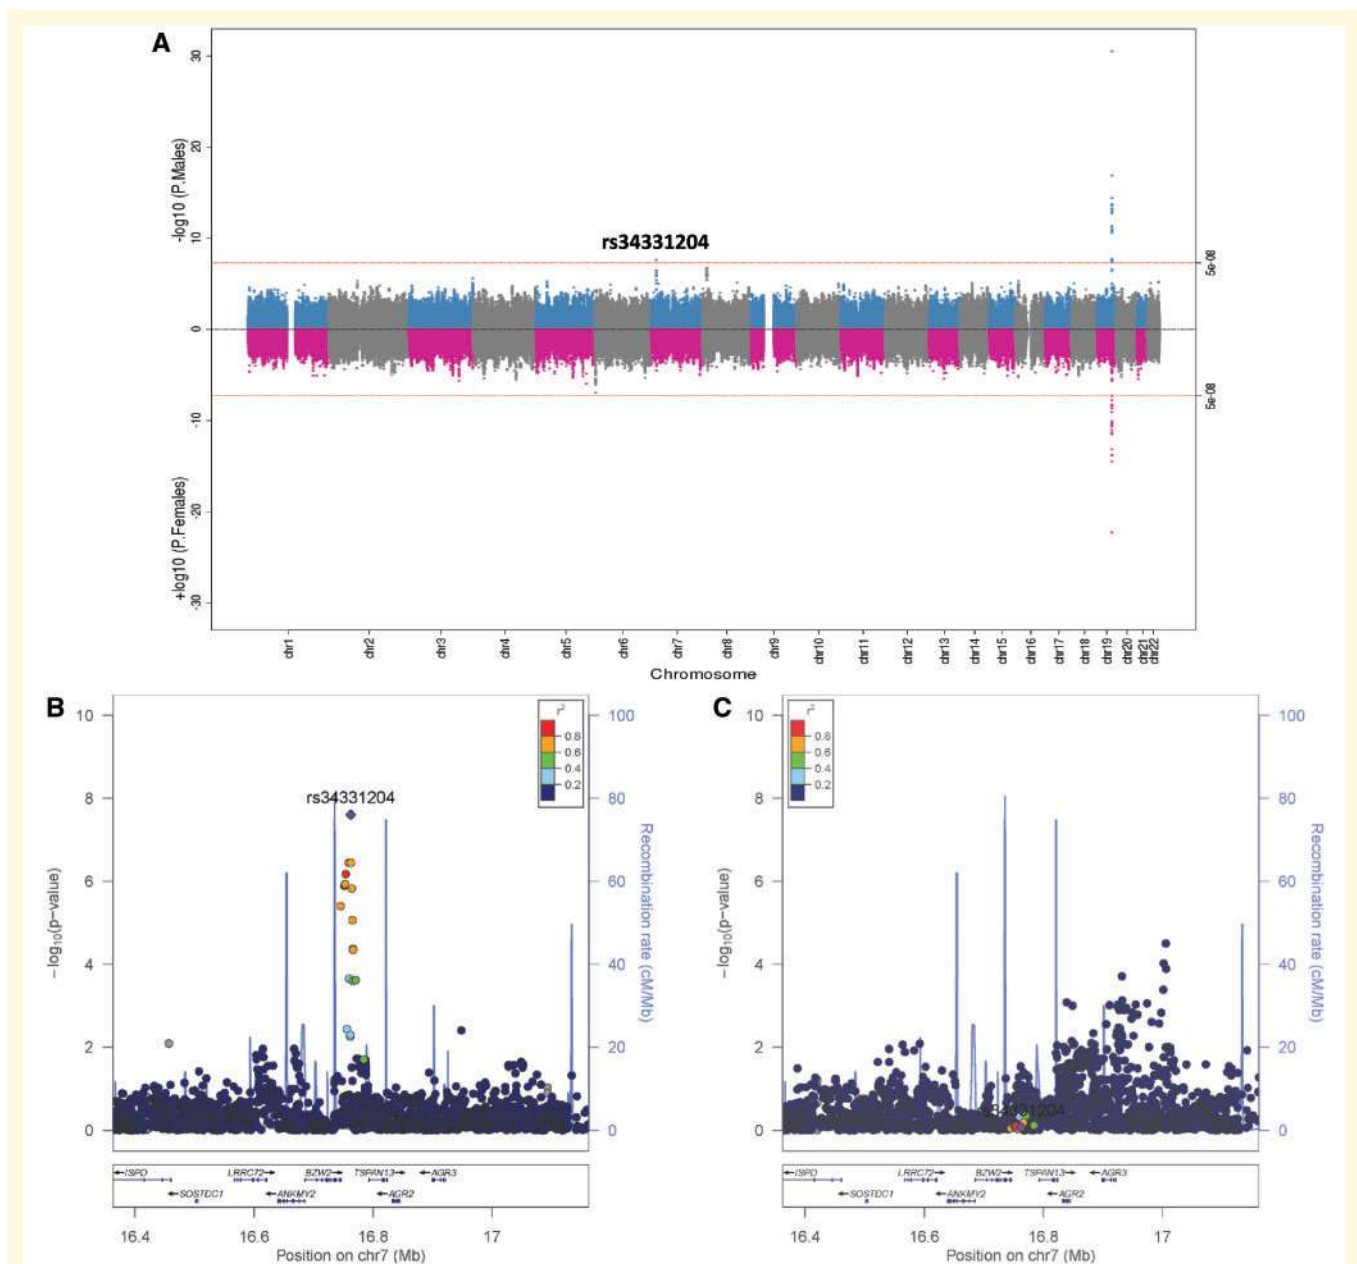 A
-log10 (P.Males)
+log10 (P.Females)
30
20
10
0
-10
-20
-30
rs34331204
5e-08
5e-08
chr1 chr2 chr3 chr4 chr5 chr6 chr7 chr8 chr9 chr10 chr11 chr12 chr13 chr14 chr15 chr16 chr17 chr18 chr19 chr20 chr21 chr22
Chromosome
B
10
8
6
4
2
0
−log10(p−value)
rs34331204
r2
0.8
0.6
0.4
0.2
100
80
60
40
20
0
Recombination rate (cM/Mb)
ISPD LRRC72 BZW2 TSPAN13 AGR3
SOSTDC1 ANKMY2 AGR2
16.4 16.6 16.8 17
Position on chr7 (Mb)
C
10
8
6
4
2
0
−log10(p−value)
r2
0.8
0.6
0.4
0.2
rs34331204
100
80
60
40
20
0
Recombination rate (cM/Mb)
ISPD LRRC72 BZW2 TSPAN13 AGR3
SOSTDC1 ANKMY2 AGR2
16.4 16.6 16.8 17
Position on chr7 (Mb)